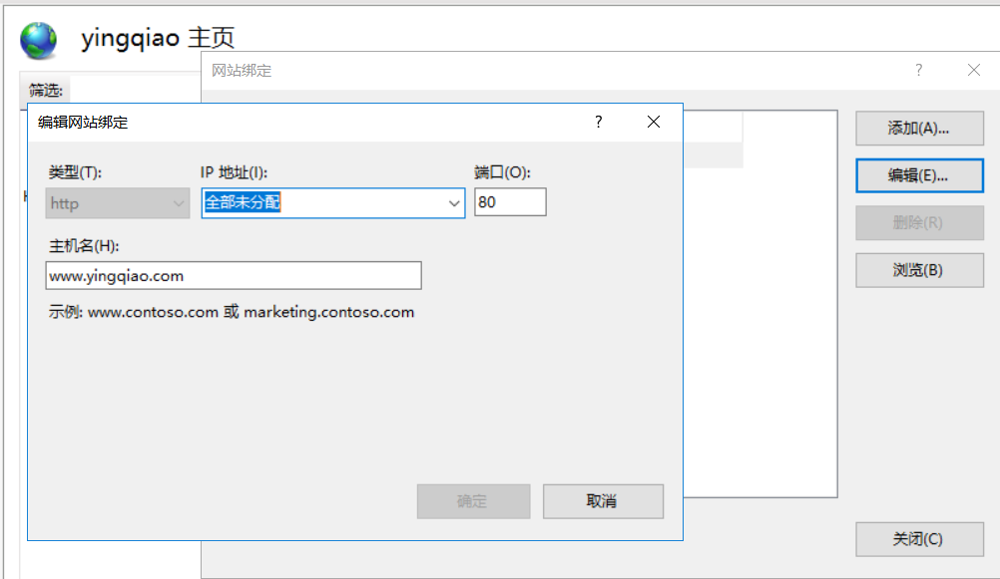 yingqiao 主页
网站绑定
?
筛选:
编辑网站绑定
?
类型(T):
IP 地址(I):
端口(O):
http
全部未分配
80
主机名(H):
www.yingqiao.com
示例: www.contoso.com 或 marketing.contoso.com
确定
取消
添加(A)...
编辑(E)...
删除(R)
浏览(B)
关闭(C)